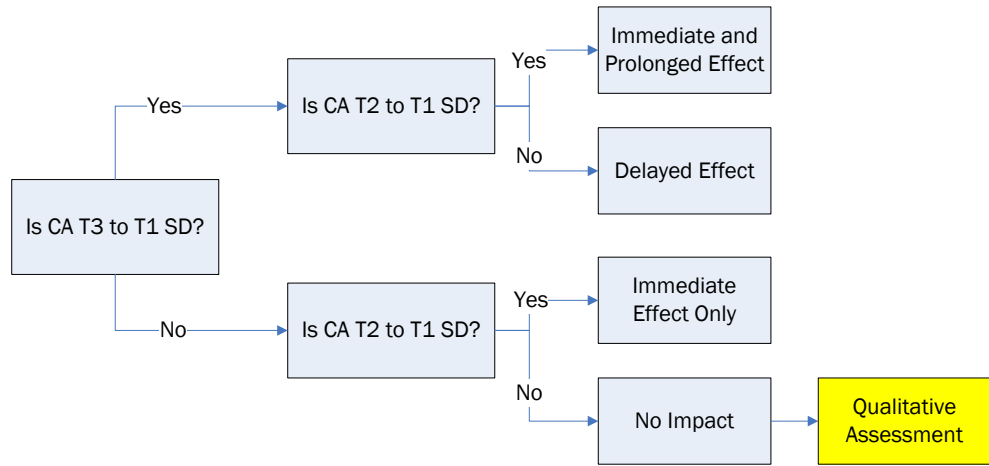 Immediate and
Prolonged Effect
Yes
Is CA T2 to T1 SD?
Yes
No
Delayed Effect
Is CA T3 to T1 SD?
Immediate
Effect Only
Yes
Is CA T2 to T1 SD?
No
No
No Impact
Qualitative
Assessment